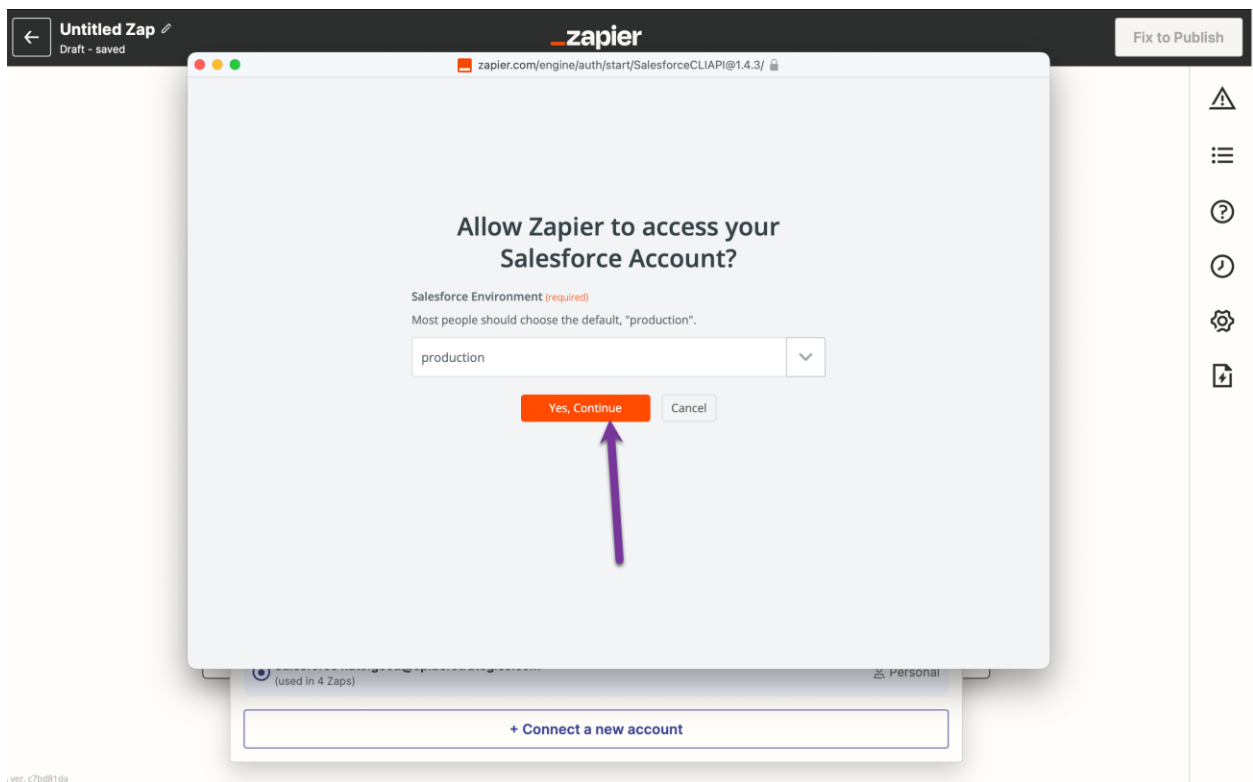 Untitled Zap
Draft - saved
_zapier
Fix to Publish
zapier.com/engine/auth/start/SalesforceCLIAPI@1.4.3/
Allow Zapier to access your
Salesforce Account?
Salesforce Environment (required)
Most people should choose the default, "production".
production
Yes, Continue
Cancel
(used in 4 Zaps)
Personal
+ Connect a new account
ver. c7bd81da